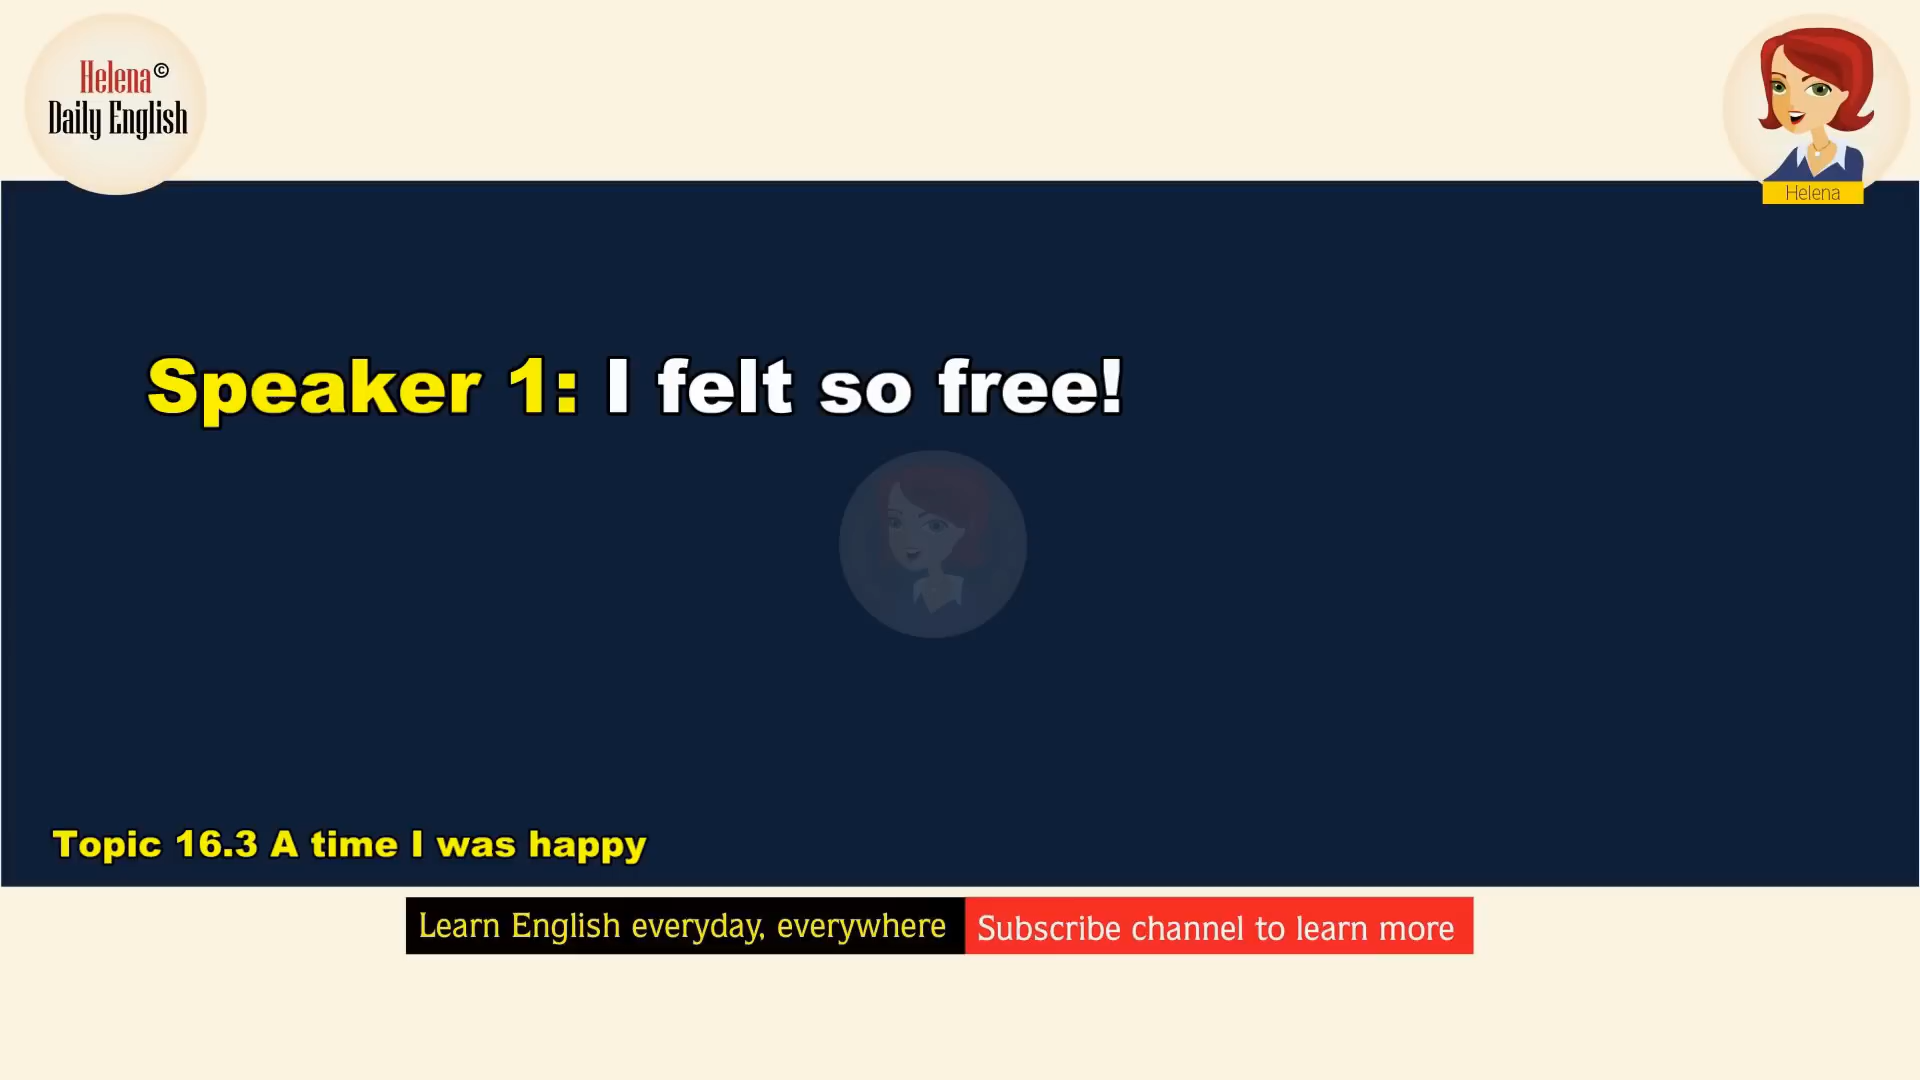 Helena©
Daily English
Helena
Speaker 1: I felt so free!
Topic 16.3 A time I was happy
Learn English everyday, everywhere
Subscribe channel to learn more